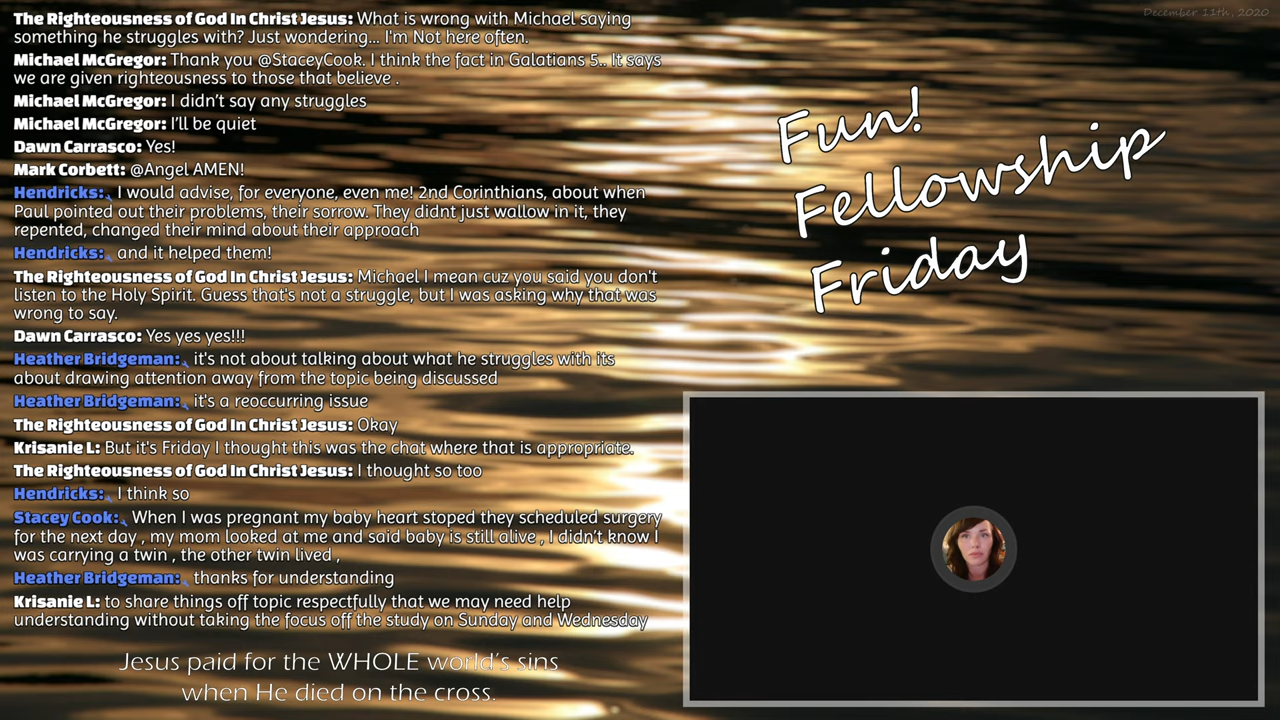 The Righteousness of God In Christ Jesus: What is wrong with Michael saying
something he struggles with? Just wondering... I'm Not here often.
Michael McGregor: Thank you @StaceyCook. I think the fact in Galatians 5.. It says
we are given righteousness to those that believe .
Michael McGregor: I didn't say any struggles
Michael McGregor: I'll be quiet
Dawn Carrasco: Yes!
Mark Corbett: @Angel AMEN!
Hendricks: I would advise, for everyone, even me! 2nd Corinthians, about when
Paul pointed out their problems, their sorrow. They didnt just wallow in it, they
repented, changed their mind about their approach
Hendricks: and it helped them!
The Righteousness of God In Christ Jesus: Michael I mean cuz you said you don't
listen to the Holy Spirit. Guess that's not a struggle, but I was asking why that was
wrong to say.
Dawn Carrasco: Yes yes yes!!!
Heather Bridgeman: it's not about talking about what he struggles with its
about drawing attention away from the topic being discussed
Heather Bridgeman: it's a reoccurring issue
The Righteousness of God In Christ Jesus: Okay
Krisanie L: But it's Friday I thought this was the chat where that is appropriate.
The Righteousness of God In Christ Jesus: I thought so too
Hendricks: I think so
Stacey Cook: When I was pregnant my baby heart stoped they scheduled surgery
for the next day , my mom looked at me and said baby is still alive , I didn't know I
was carrying a twin , the other twin lived ,
Heather Bridgeman: thanks for understanding
Krisanie L: to share things off topic respectfully that we may need help
understanding without taking the focus off the study on Sunday and Wednesday
Jesus paid for the WHOLE world's sins
when He died on the cross.
December 11th, 2020
Fun!
Fellowship
Friday